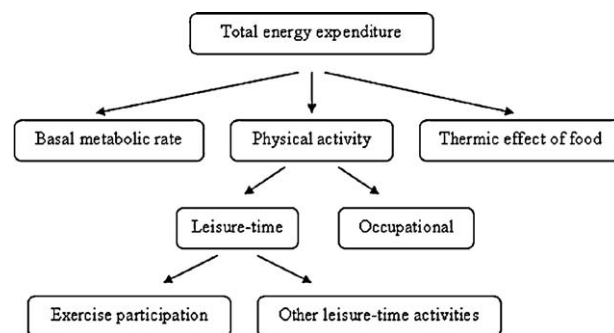 Total energy expenditure
Basal metabolic rate
Physical activity
Thermic effect of food
Leisure-time
Occupational
Exercise participation
Other leisure-time activities